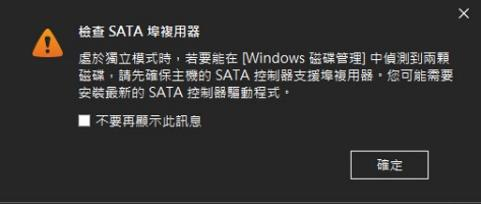 檢查 SATA 埠複用器
處於獨立模式時，若要能在 [Windows 磁碟管理] 中偵測到兩顆
磁碟，請先確保主機的 SATA 控制器支援埠複用器。您可能需要
安裝最新的 SATA 控制器驅動程式。
不要再顯示此訊息
確定